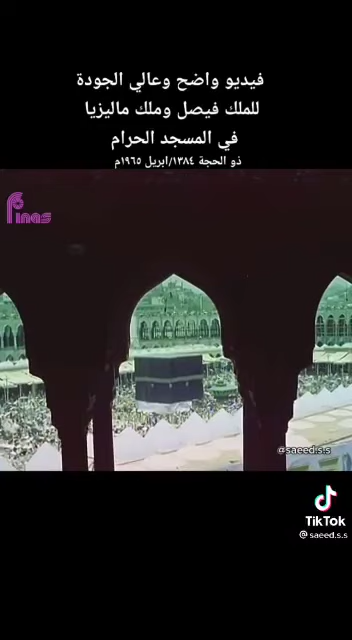 فيديو واضح وعالي الجودة
للملك فيصل وملك ماليزيا
في المسجد الحرام
ذو الحجة ١٣٨٤/ابريل ١٩٦٥م
Finas
@saeed.s.s
TikTok
@saeed.s.s